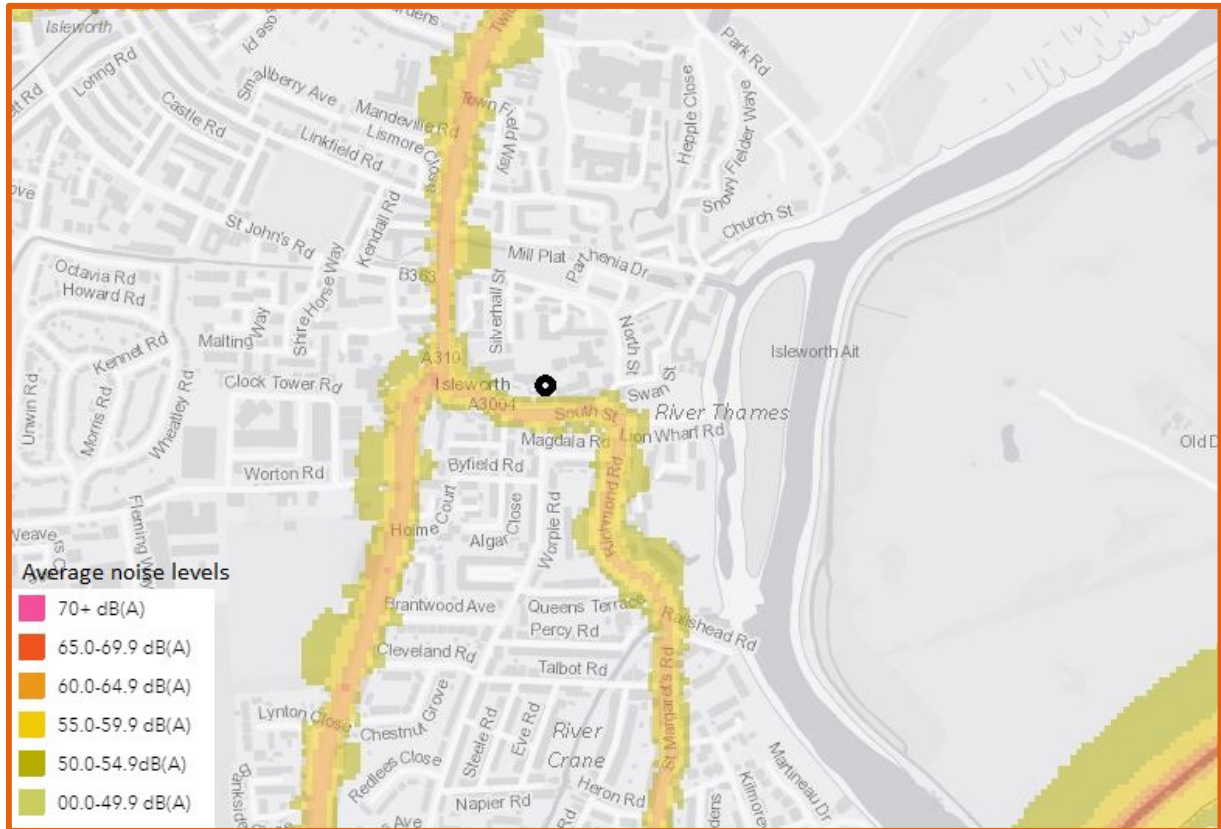 Isleworth
Park Rd
Loring Rd
Smallberry Ave
Castle Rd
Mandeville Rd
Town Field Way
Hepple Close
Snowy Fielder Waye
Linkfield Rd
Church St
St John's Rd
Kendall Rd
Mill Plat
Octavia Rd
B363
Howard Rd
Shire Horse Way
Silverhall St
Malting Way
North St
Isleworth Ait
Kennet Rd
A310
Clock Tower Rd
Isleworth
Swan St
Unwin Rd
Morris Rd
Wheatley Rd
A3004
South St
River Thames
Magdala Rd
Lion Wharf Rd
Byfield Rd
Worton Rd
Richmond Rd
Fleming Way
Home Court
Algar Close
Worple Rd
Average noise levels
70+ dB(A)
Brantwood Ave
Queens Terrace
65.0-69.9 dB(A)
Percy Rd
Railshead Rd
Cleveland Rd
60.0-64.9 dB(A)
Talbot Rd
55.0-59.9 dB(A)
St Margaret's Rd
Lynton Close
Chestnut Grove
Steele Rd
Eve Rd
River
Crane
50.0-54.9dB(A)
Redlees Close
Martineau Dr
Heron Rd
00.0-49.9 dB(A)
Napier Rd